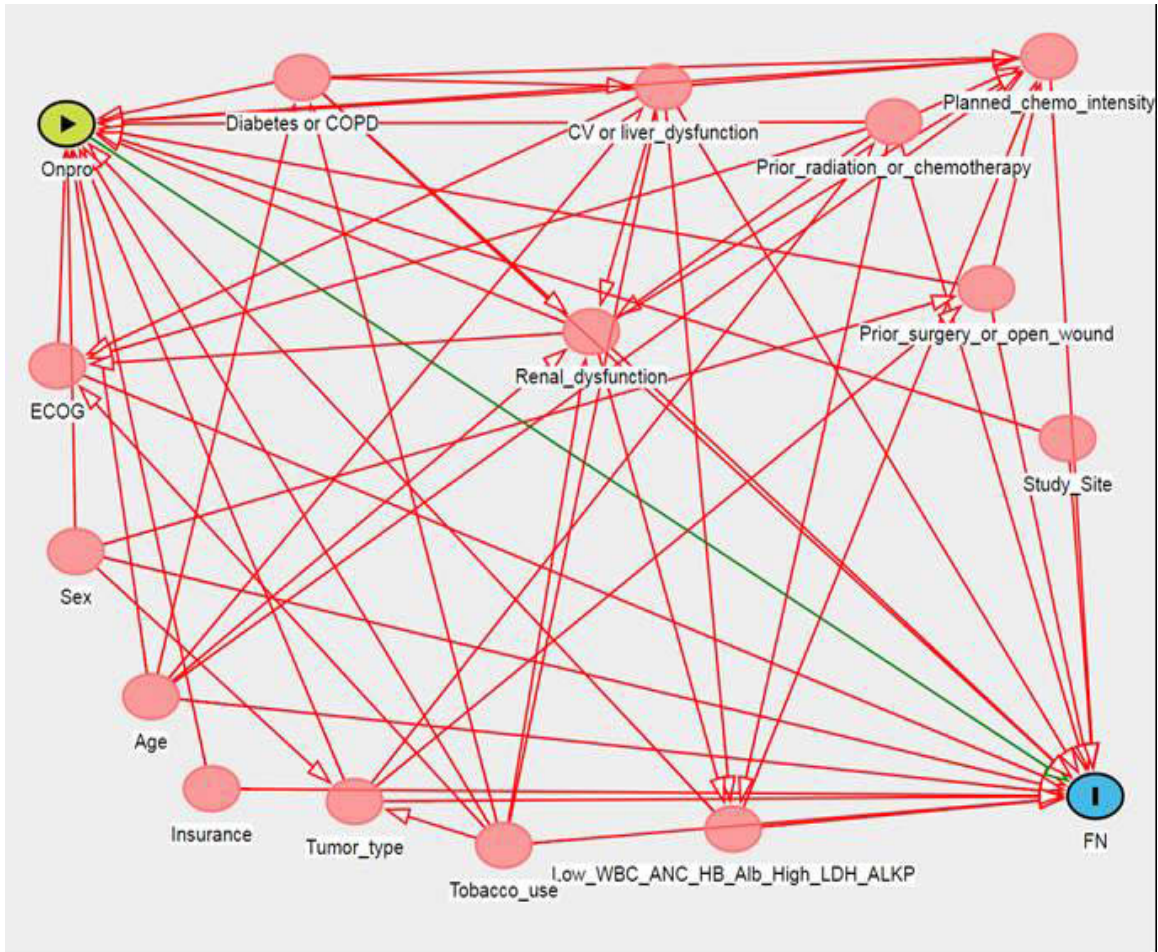 Diabetes or COPD
Planned_chemo_intensity
CV or liver_dysfunction
Onpro
Prior_radiation_or_chemotherapy
Prior_surgery_or_open_wound
Renal_dysfunction
ECOG
Study_Site
Sex
Age
Insurance
Tumor_type
FN
Tobacco_use
Low_WBC_ANC_HB_Alb_High_LDH_ALKP